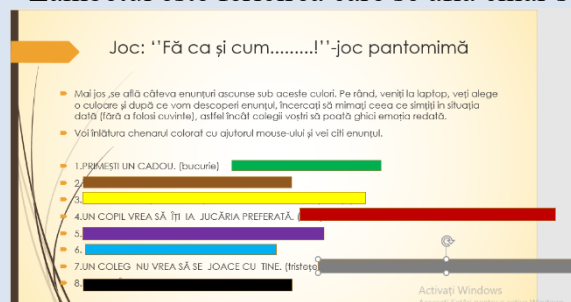 Joc: ‘’Fă ca și cum.........!’’-joc pantomimă
Mai jos ,se află câteva enunțuri ascunse sub aceste culori. Pe rând, veniți la laptop, veți alege
o culoare și după ce vom descoperi enunțul, încercați să mimați ceea ce simțiți în situația
dată (fără a folosi cuvinte), astfel încât colegii voștri să poată ghici emoția redată.
Voi înlătura chenarul colorat cu ajutorul mouse-ului și vei citi enunțul.
1.PRIMEȘTI UN CADOU. (bucurie)
2.
3.
4.UN COPIL VREA SĂ ÎȚI IA JUCĂRIA PREFERATĂ. (
5.
6.
7.UN COLEG NU VREA SĂ SE JOACE CU TINE. (tristețe)
8.
Activați Windows